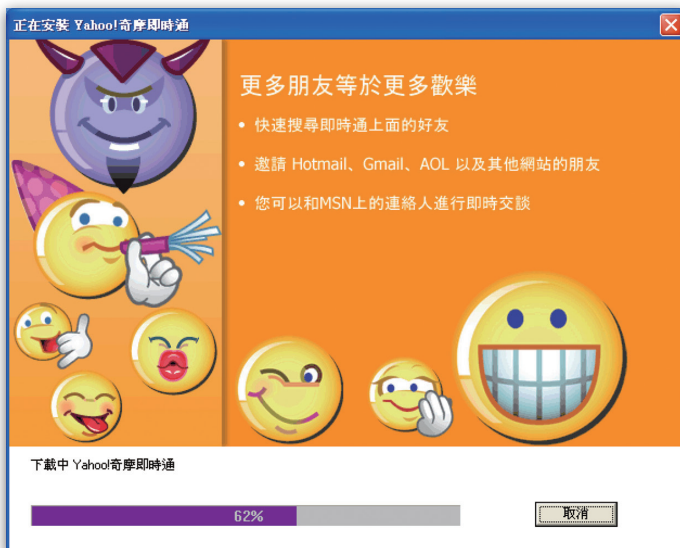 正在安裝 Yahoo!奇摩即時通
更多朋友等於更多歡樂
• 快速搜尋即時通上面的好友
• 邀請 Hotmail、Gmail、AOL 以及其他網站的朋友
• 您可以和MSN上的連絡人進行即時交談
下載中 Yahoo!奇摩即時通
62%
取消